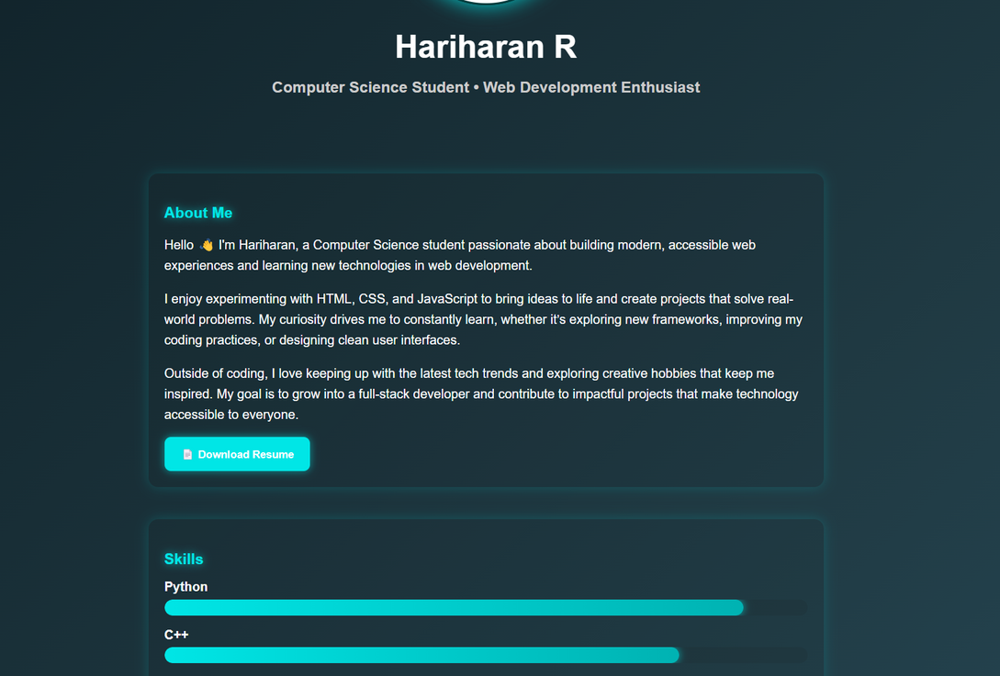 Hariharan R
Computer Science Student • Web Development Enthusiast
About Me
Hello 👋 I'm Hariharan, a Computer Science student passionate about building modern, accessible web
experiences and learning new technologies in web development.
I enjoy experimenting with HTML, CSS, and JavaScript to bring ideas to life and create projects that solve real-
world problems. My curiosity drives me to constantly learn, whether it's exploring new frameworks, improving my
coding practices, or designing clean user interfaces.
Outside of coding, I love keeping up with the latest tech trends and exploring creative hobbies that keep me
inspired. My goal is to grow into a full-stack developer and contribute to impactful projects that make technology
accessible to everyone.
📄 Download Resume
Skills
Python
C++